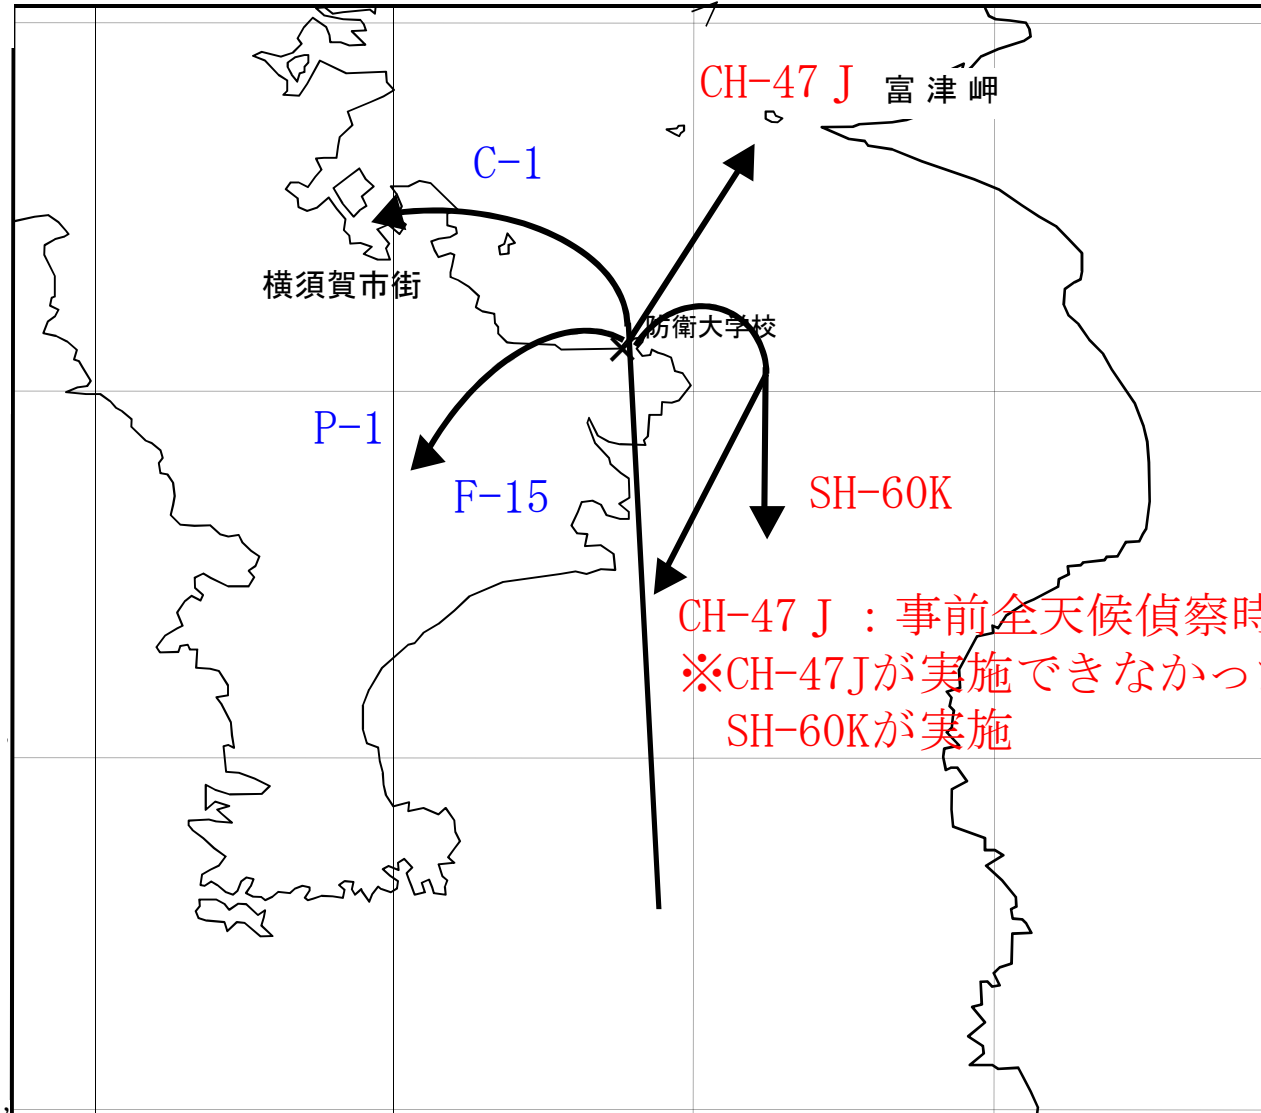 CH-47Ｊ
富津岬
C-1
横須賀市街
防衛大学校
P-1
F-15
SH-60K
CH-47Ｊ：事前全天候偵察時
※CH-47Jが実施できなかっ
SH-60Kが実施